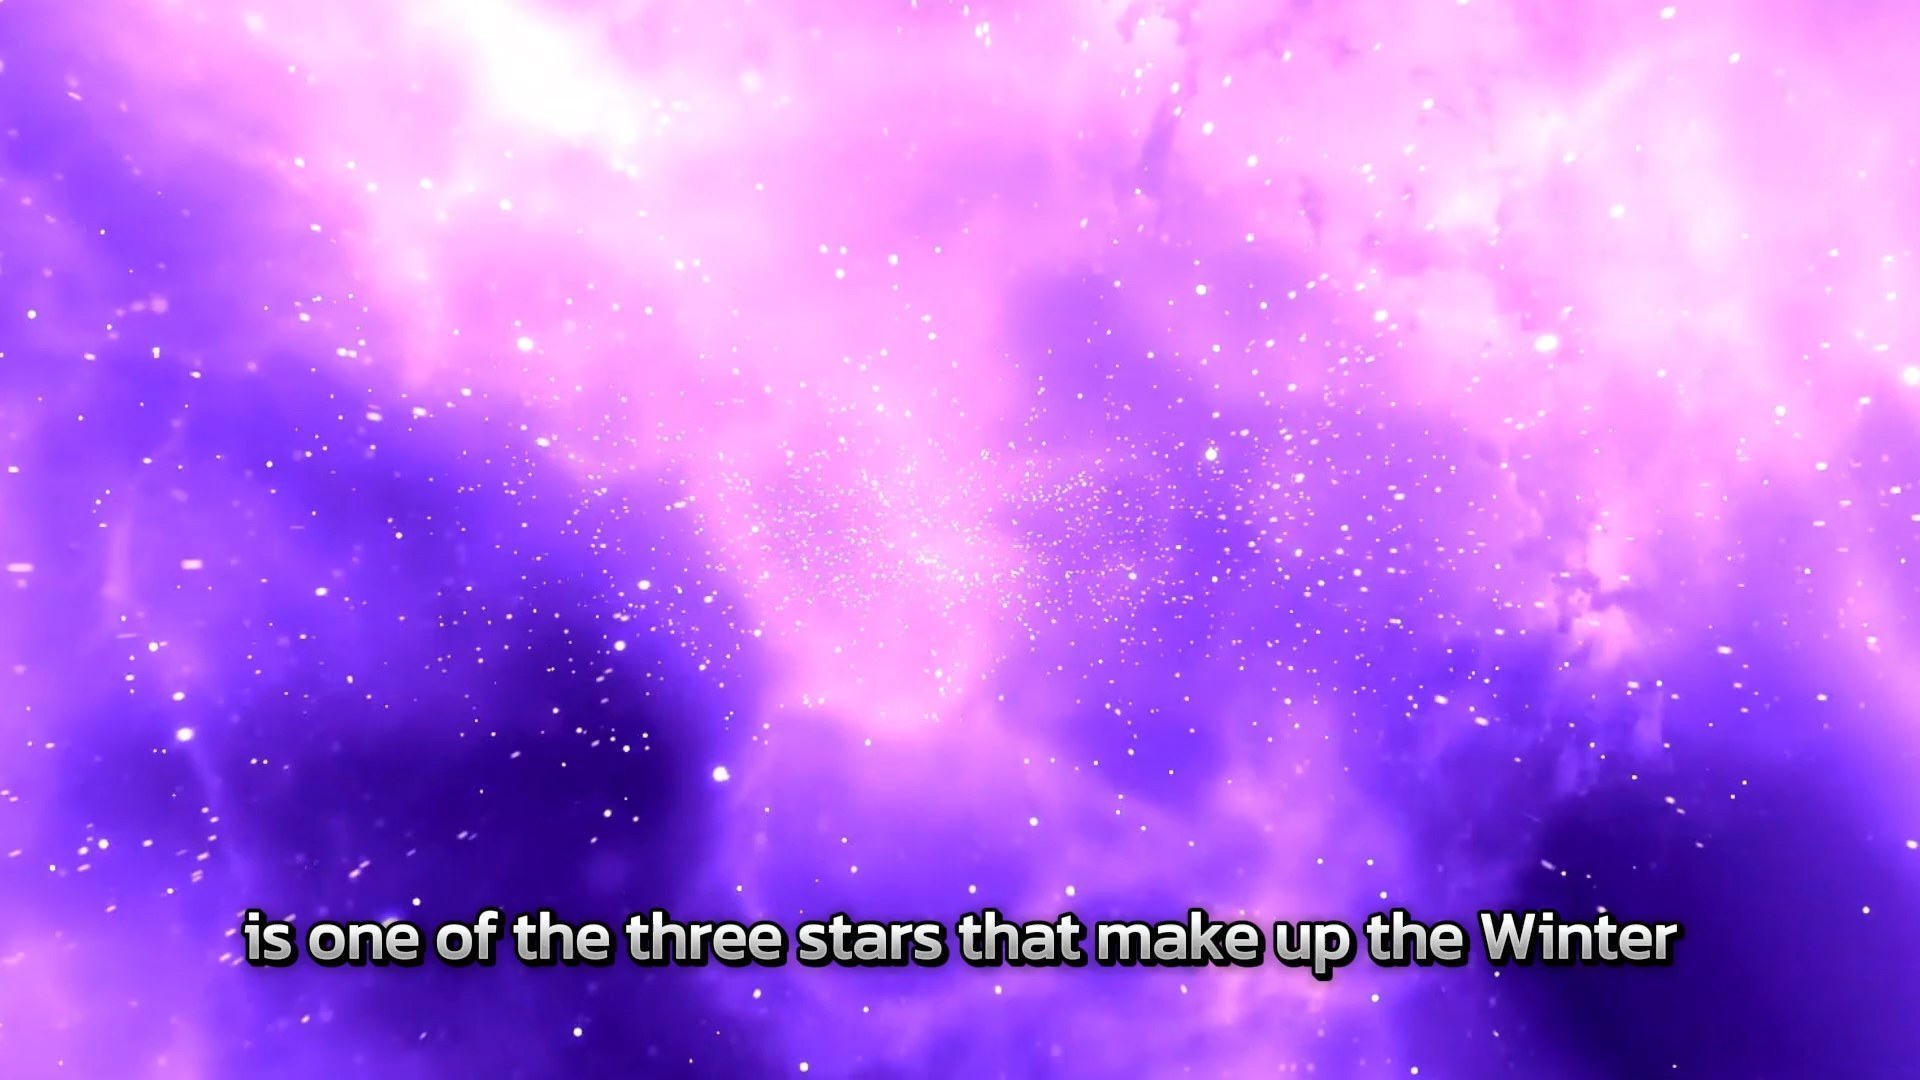 is one of the three stars that make up the Winter